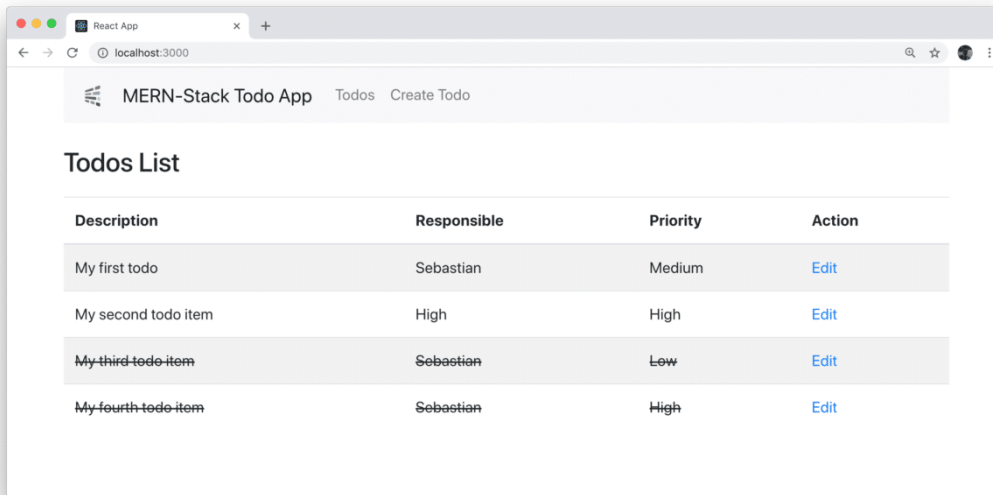 React App
localhost:3000
MERN-Stack Todo App Todos Create Todo
Todos List
Description Responsible Priority Action
My first todo Sebastian Medium Edit
My second todo item High High Edit
My third todo item Sebastian Low Edit
My fourth todo item Sebastian High Edit